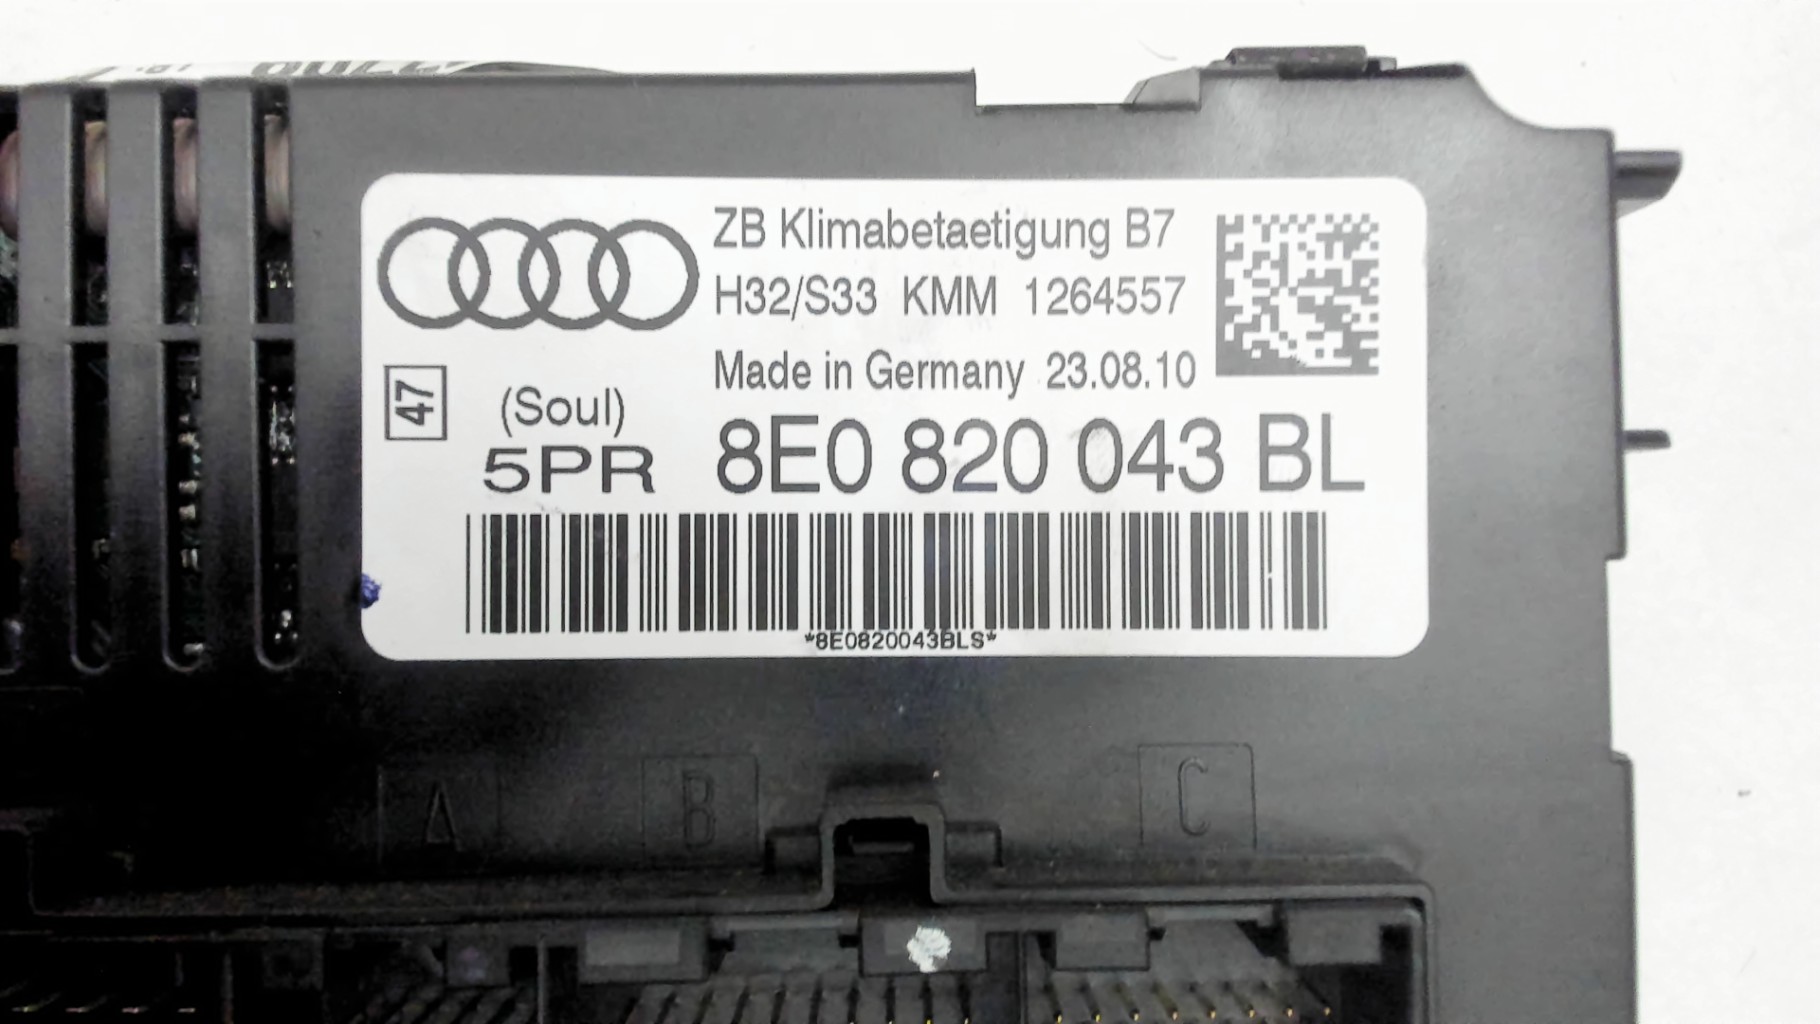 ZB Klimabetaetigung B7
H32/S33 KMM 1264557
Made in Germany 23.08.10
47
(Soul)
5PR 8E0 820 043 BL
*8E0820043BLS*
A B C